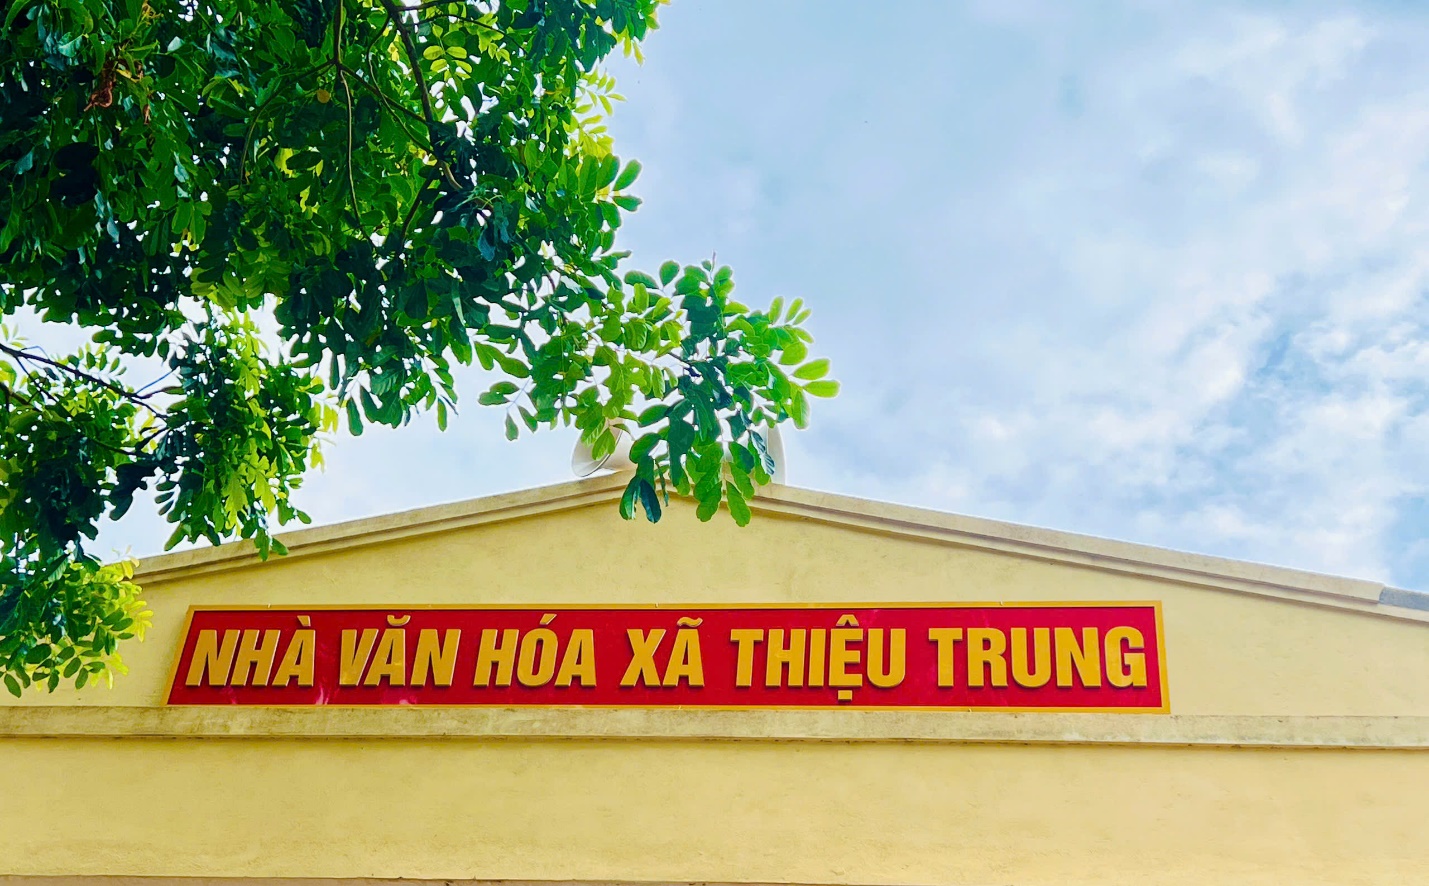 NHÀ VĂN HÓA XÃ THIỆU TRUNG